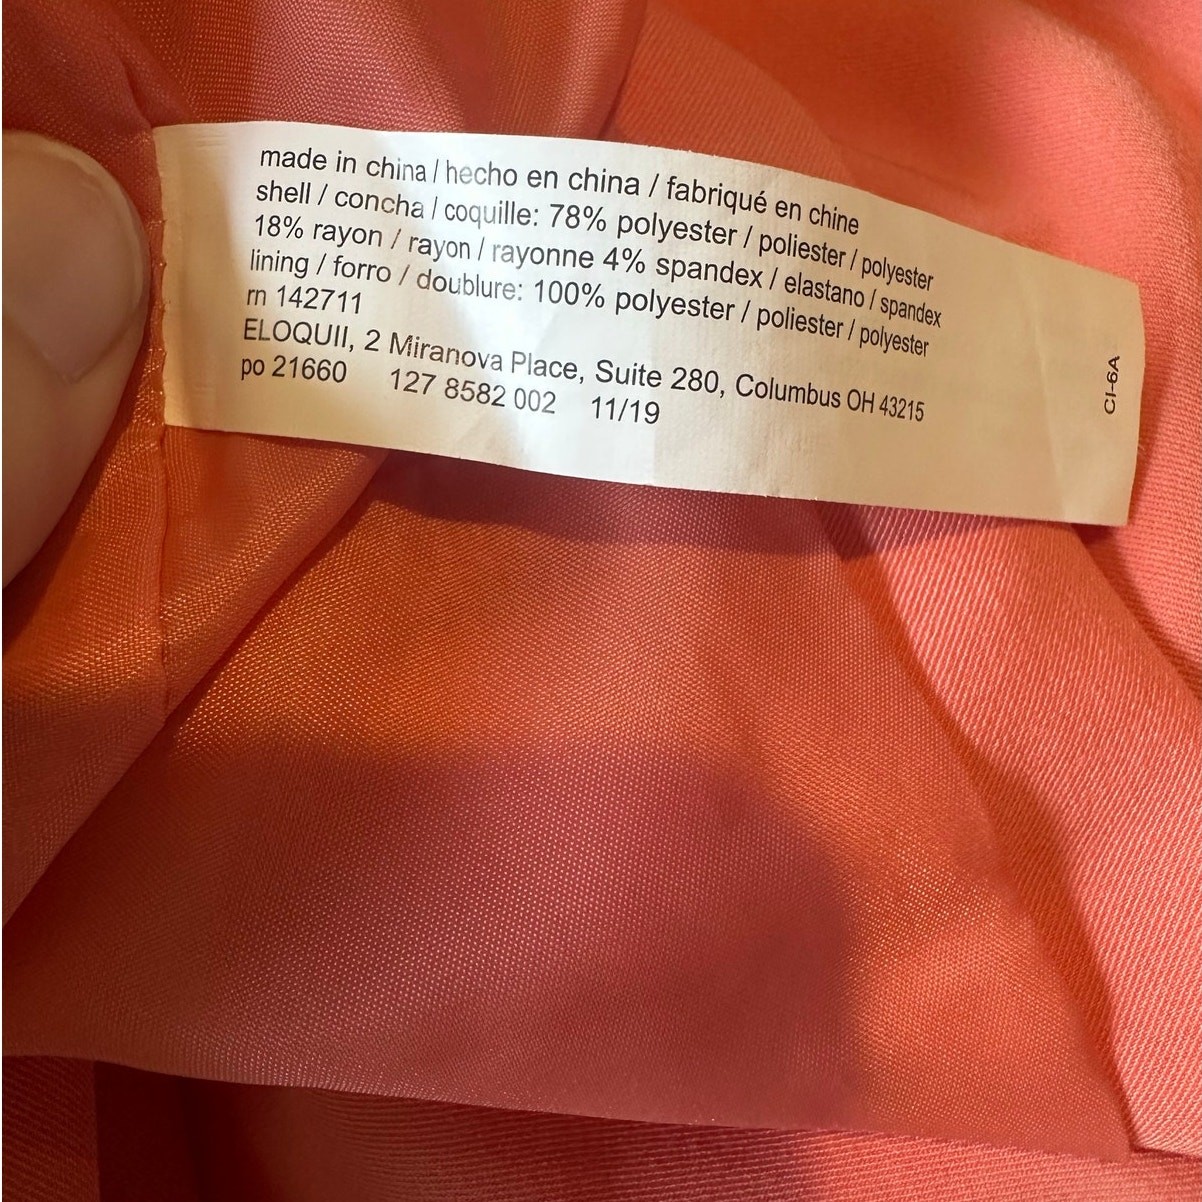 made in china / hecho en china / fabriqué en chine
shell / concha / coquille: 78% polyester / poliester / polyester
18% rayon / rayon / rayonne 4% spandex / elastano / spandex
lining / forro / doublure: 100% polyester / poliester / polyester
rn 142711
ELOQUII, 2 Miranova Place, Suite 280, Columbus OH 43215
po 21660 127 8582 002 11/19
CI-6A